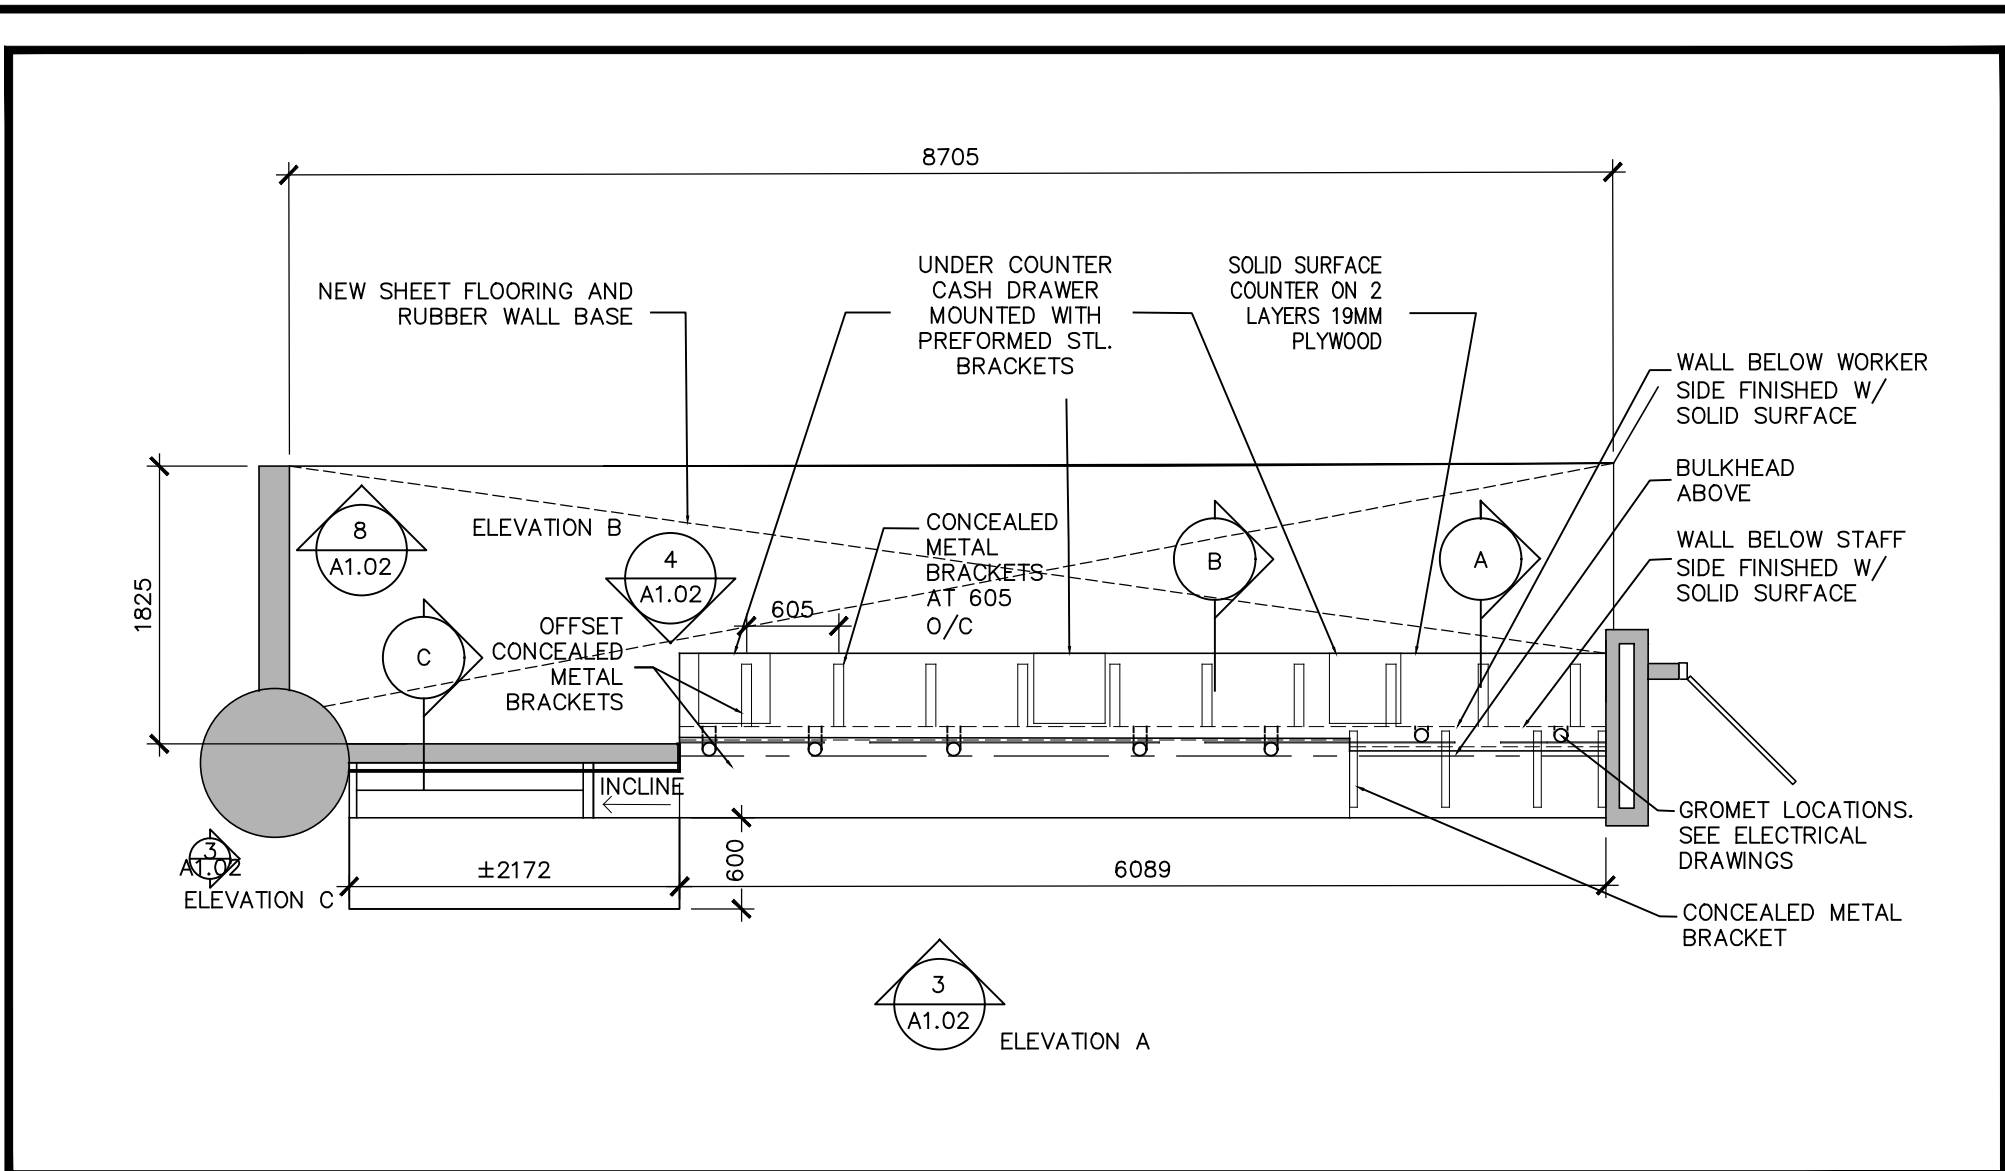 8705
UNDER COUNTER
CASH DRAWER
MOUNTED WITH
PREFORMED STL.
BRACKETS
SOLID SURFACE
COUNTER ON 2
LAYERS 19MM
PLYWOOD
NEW SHEET FLOORING AND
RUBBER WALL BASE
WALL BELOW WORKER
SIDE FINISHED W/
SOLID SURFACE
BULKHEAD
ABOVE
WALL BELOW STAFF
SIDE FINISHED W/
SOLID SURFACE
1825
8
A1.02
ELEVATION B
4
A1.02
CONCEALED
METAL
BRACKETS
AT 605
O/C
605
B
A
C
OFFSET
CONCEALED
METAL
BRACKETS
INCLINE
3
A1.02
ELEVATION C
±2172
600
6089
GROMET LOCATIONS.
SEE ELECTRICAL
DRAWINGS
CONCEALED METAL
BRACKET
3
A1.02
ELEVATION A